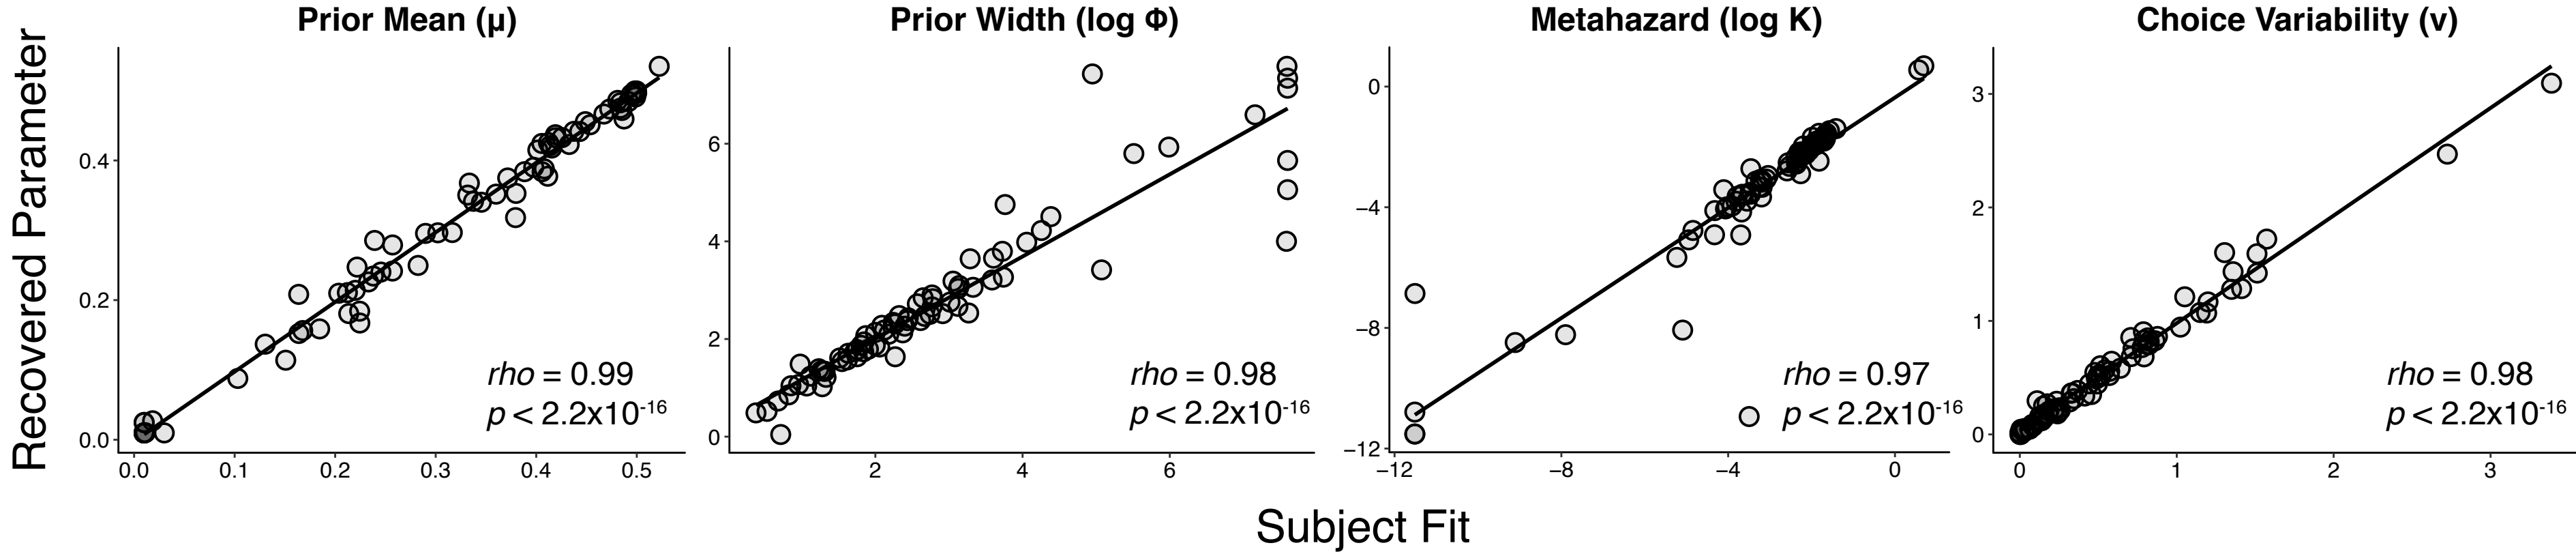 Prior Mean (μ)
Prior Width (log Φ)
Metahazard (log K)
Choice Variability (v)
Recovered Parameter
0.4
0.2
0.0
0.0 0.1 0.2 0.3 0.4 0.5
rho = 0.99
p < 2.2x10-16
6
4
2
0
2 4 6
rho = 0.98
p < 2.2x10-16
0
−4
−8
−12
−12 −8 −4 0
rho = 0.97
p < 2.2x10-16
3
2
1
0
0 1 2 3
rho = 0.98
p < 2.2x10-16
Subject Fit